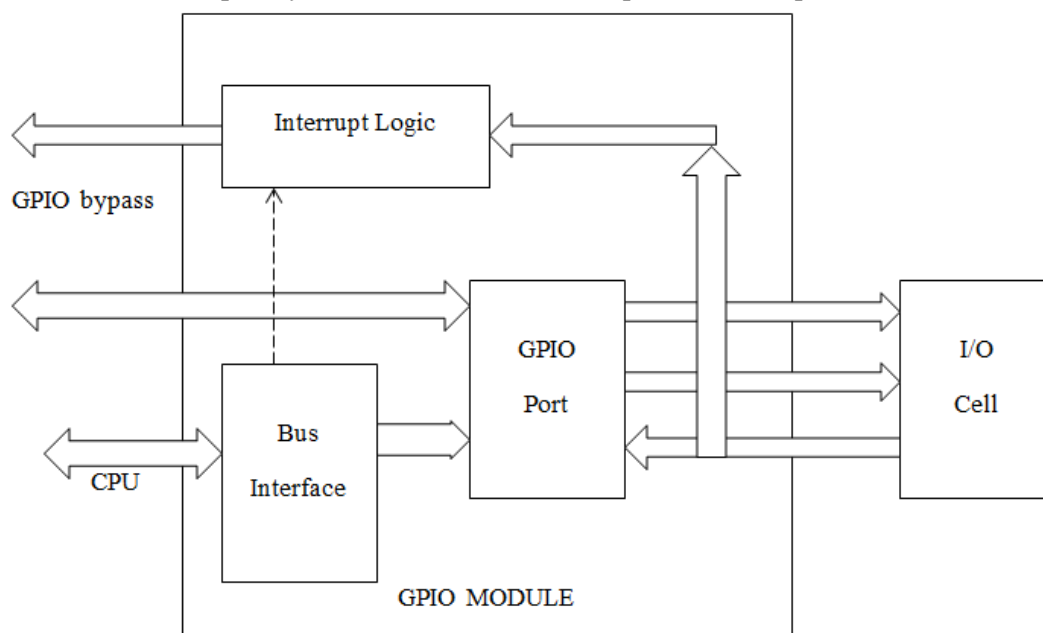 Interrupt Logic
GPIO bypass
GPIO
Port
I/O
Cell
Bus
Interface
CPU
GPIO MODULE